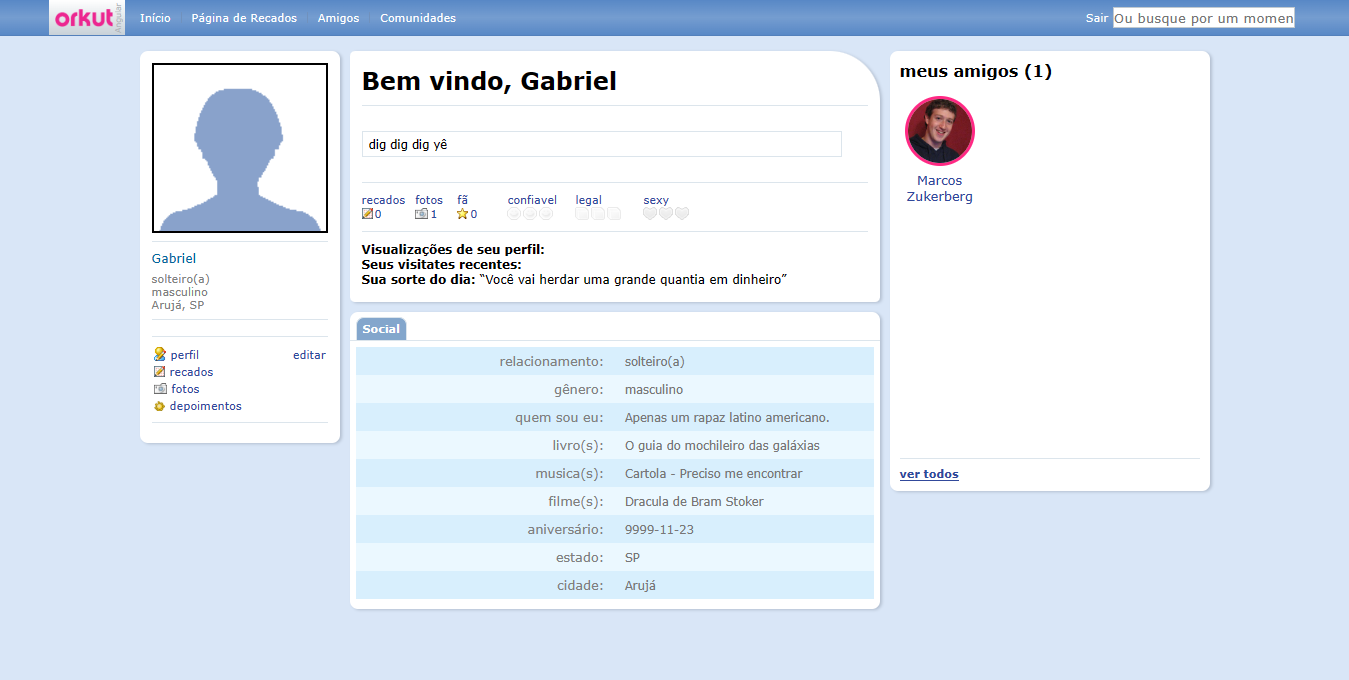 orkut
Angular
Início Página de Recados Amigos Comunidades
Sair Ou busque por um momen
Gabriel
solteiro(a)
masculino
Arujá, SP
perfil editar
recados
fotos
depoimentos
Bem vindo, Gabriel
dig dig dig yê
recados fotos fã confiavel legal sexy
0 1 0
Visualizações de seu perfil:
Seus visitates recentes:
Sua sorte do dia: “Você vai herdar uma grande quantia em dinheiro”
Social
relacionamento: solteiro(a)
gênero: masculino
quem sou eu: Apenas um rapaz latino americano.
livro(s): O guia do mochileiro das galáxias
musica(s): Cartola - Preciso me encontrar
filme(s): Dracula de Bram Stoker
aniversário: 9999-11-23
estado: SP
cidade: Arujá
meus amigos (1)
Marcos
Zukerberg
ver todos